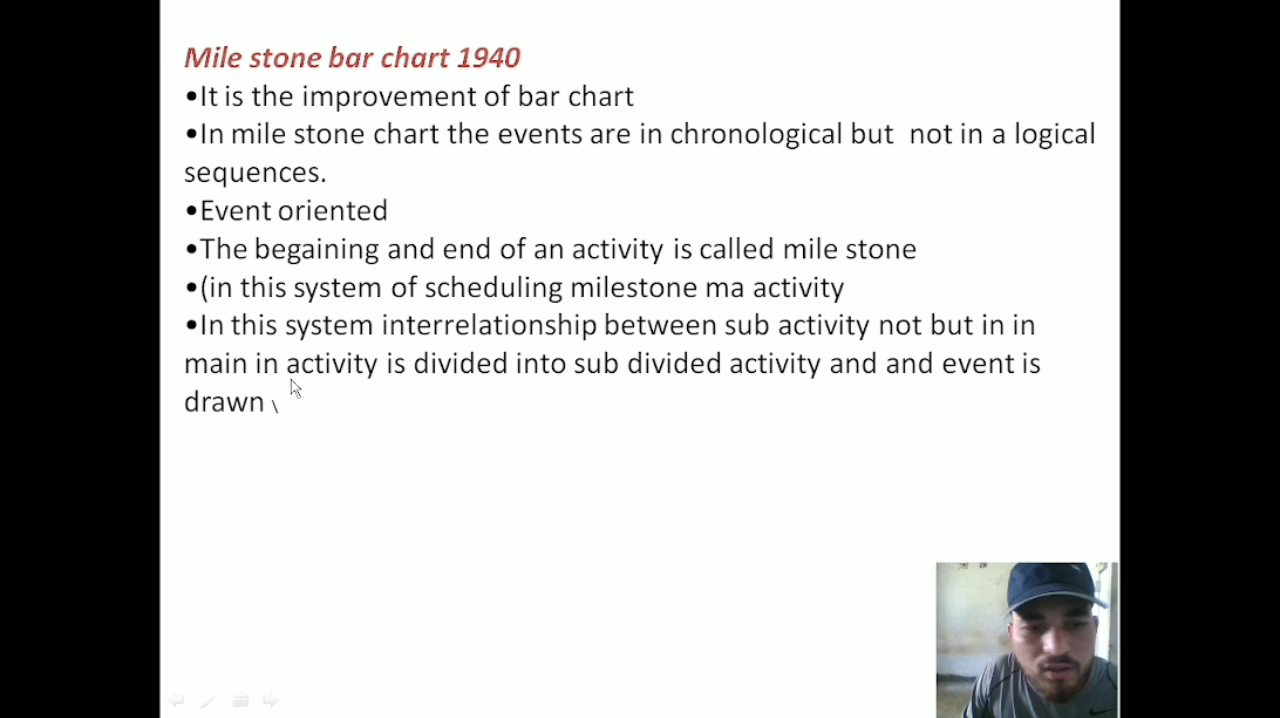 Mile stone bar chart 1940
•It is the improvement of bar chart
•In mile stone chart the events are in chronological but  not in a logical
sequences.
•Event oriented
•The begaining and end of an activity is called mile stone
•(in this system of scheduling milestone ma activity
•In this system interrelationship between sub activity not but in in
main in activity is divided into sub divided activity and and event is
drawn \